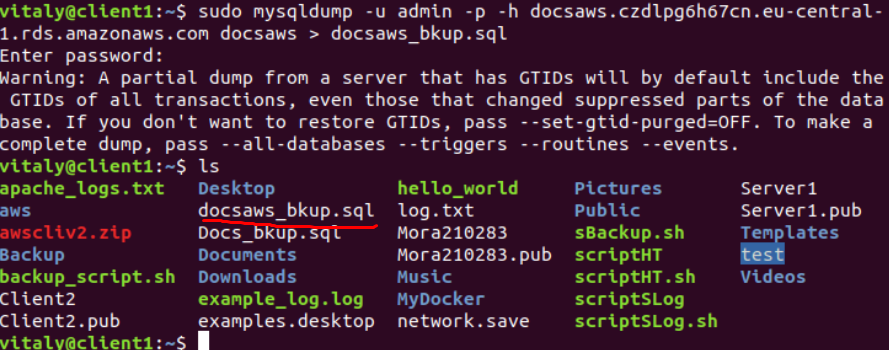 vitaly@client1:~$ sudo mysqldump -u admin -p -h docsaws.czdlpg6h67cn.eu-central-
1.rds.amazonaws.com docsaws > docsaws_bkup.sql
Enter password:
Warning: A partial dump from a server that has GTIDs will by default include the
 GTIDs of all transactions, even those that changed suppressed parts of the data
base. If you don't want to restore GTIDs, pass --set-gtid-purged=OFF. To make a
complete dump, pass --all-databases --triggers --routines --events.
vitaly@client1:~$ ls
apache_logs.txt   Desktop           hello_world     Pictures       Server1
aws               docsaws_bkup.sql  log.txt         Public         Server1.pub
awscliv2.zip      Docs_bkup.sql     Mora210283      sBackup.sh     Templates
Backup            Documents         Mora210283.pub  scriptHT       test
backup_script.sh  Downloads         Music           scriptHT.sh    Videos
Client2           example_log.log   MyDocker        scriptSLog
Client2.pub       examples.desktop  network.save    scriptSLog.sh
vitaly@client1:~$